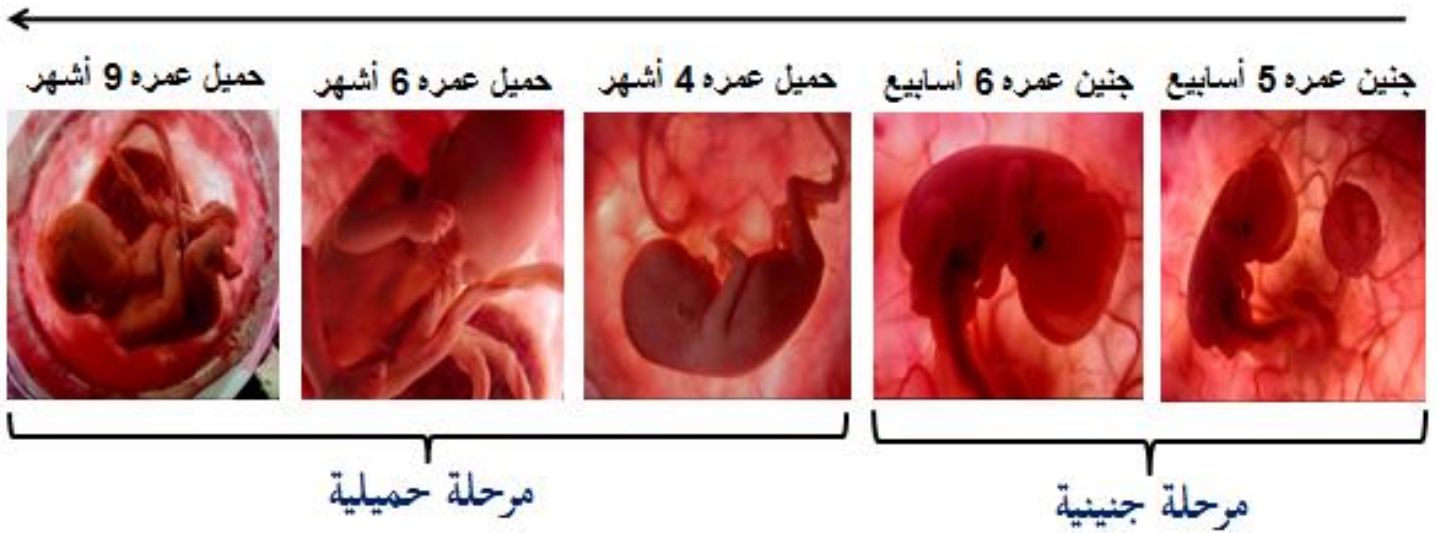 جنين عمره 5 أسابيع
جنين عمره 6 أسابيع
حميل عمره 4 أشهر
حميل عمره 6 أشهر
حميل عمره 9 أشهر
مرحلة جنينية
مرحلة حميلية